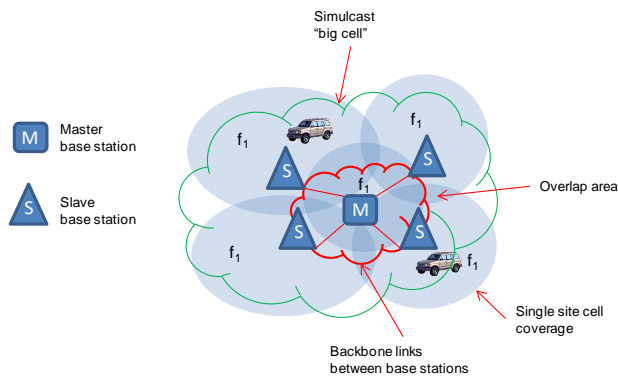 Simulcast
“big cell”
f1
f1
M
Master
base station
S
S
f1
Overlap area
M
S
Slave
base station
S
S
f1
f1
Single site cell
coverage
Backbone links
between base stations